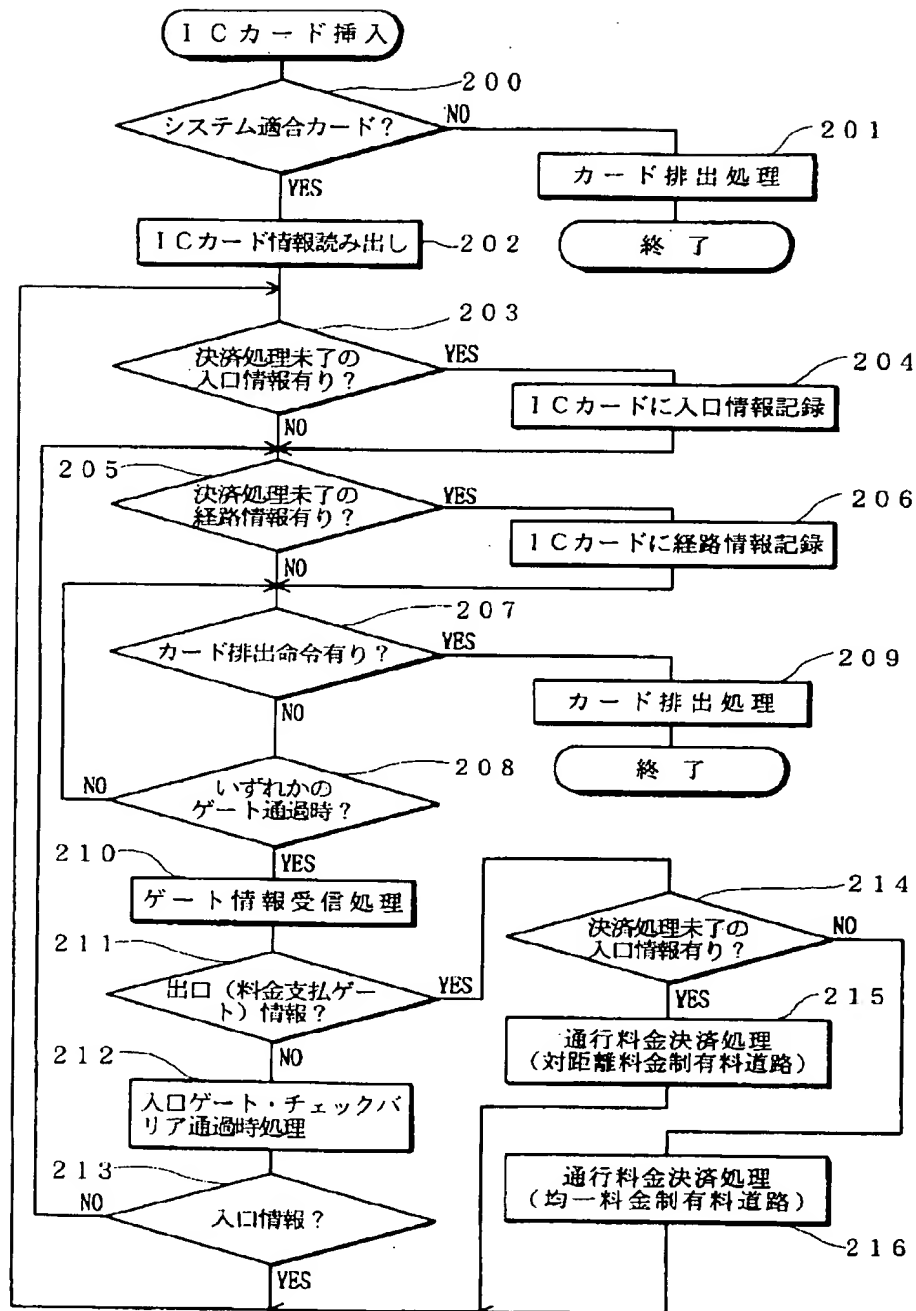 ICカード挿入
200
システム適合カード?
NO
201
カード排出処理
YES
終了
ICカード情報読み出し
202
203
決済処理未了の
入口情報有り?
YES
204
ICカードに入口情報記録
NO
205
決済処理未了の
経路情報有り?
YES
206
ICカードに経路情報記録
NO
207
カード排出命令有り?
YES
209
カード排出処理
NO
終了
208
いずれかの
ゲート通過時?
NO
YES
210
ゲート情報受信処理
211
出口(料金支払ゲー
ト)情報?
YES
NO
214
決済処理未了の
入口情報有り?
NO
YES
215
通行料金決済処理
(対距離料金制有料道路)
212
入口ゲート・チェックバ
リア通過時処理
213
入口情報?
NO
YES
通行料金決済処理
(均一料金制有料道路)
216